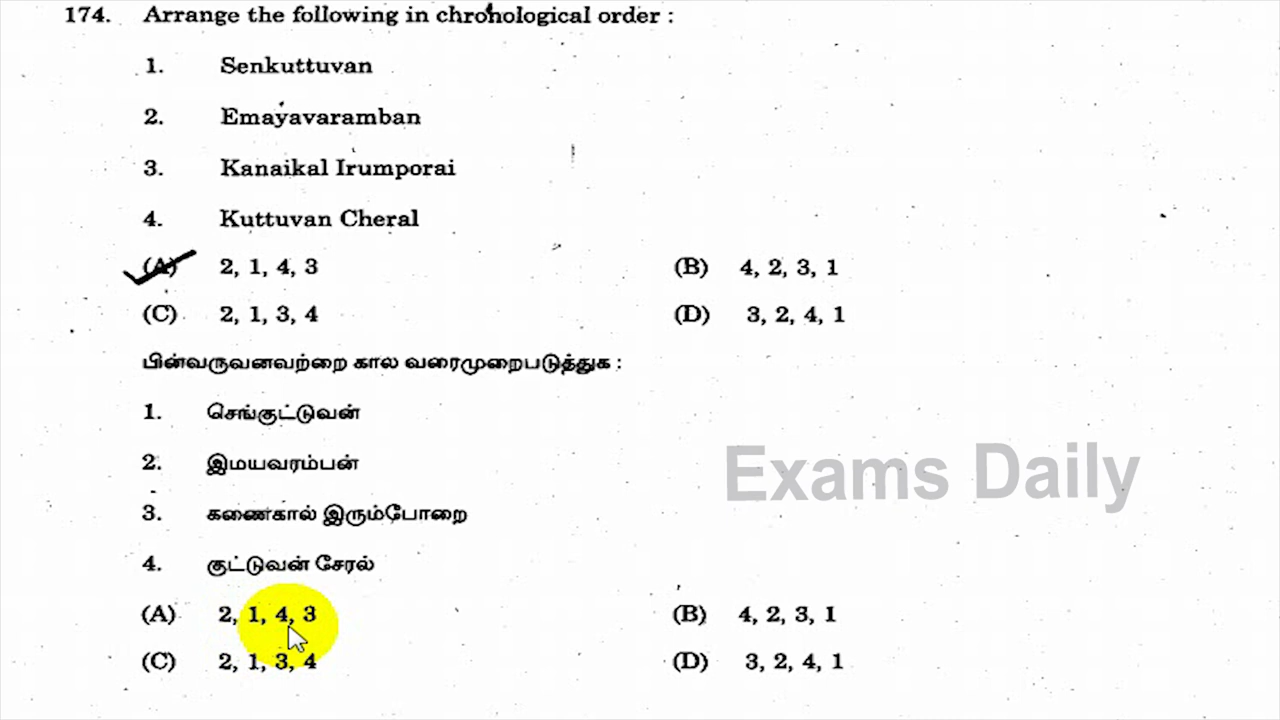 174. Arrange the following in chronological order :
1. Senkuttuvan
2. Emayavaramban
3. Kanaikal Irumporai
4. Kuttuvan Cheral
(A) 2, 1, 4, 3 (B) 4, 2, 3, 1
(C) 2, 1, 3, 4 (D) 3, 2, 4, 1
பின்வருவனவற்றை கால வரைமுறைபடுத்துக :
1. செங்குட்டுவன்
2. இமயவரம்பன்
3. கணைகால் இரும்போறை
4. குட்டுவன் சேரல்
(A) 2, 1, 4, 3 (B) 4, 2, 3, 1
(C) 2, 1, 3, 4 (D) 3, 2, 4, 1
Exams Daily